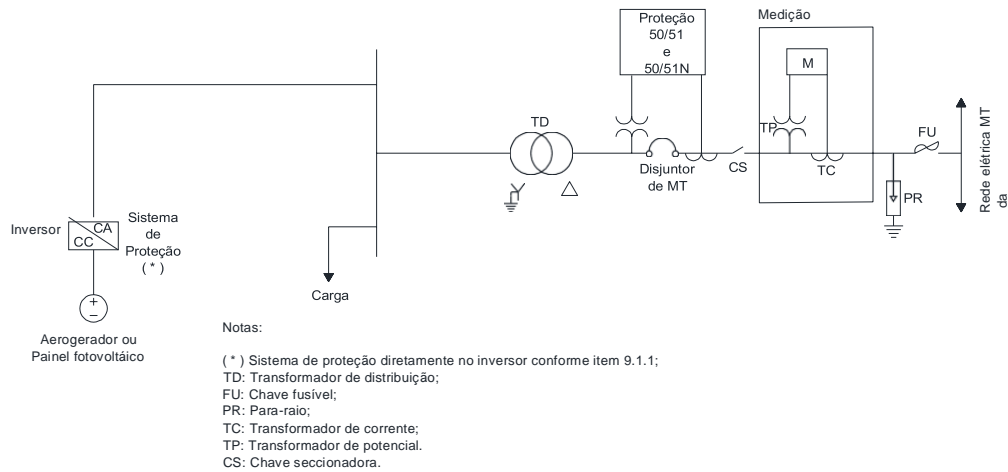 Proteção
50/51
e
50/51N
Medição
M
TD
TP
FU
Disjuntor
de MT
CS
TC
PR
Rede elétrica MT
da
Inversor
CA
CC
Sistema
de
Proteção
( * )
Carga
Aerogerador ou
Painel fotovoltáico
Notas:
( * ) Sistema de proteção diretamente no inversor conforme item 9.1.1;
TD: Transformador de distribuição;
FU: Chave fusível;
PR: Para-raio;
TC: Transformador de corrente;
TP: Transformador de potencial.
CS: Chave seccionadora.